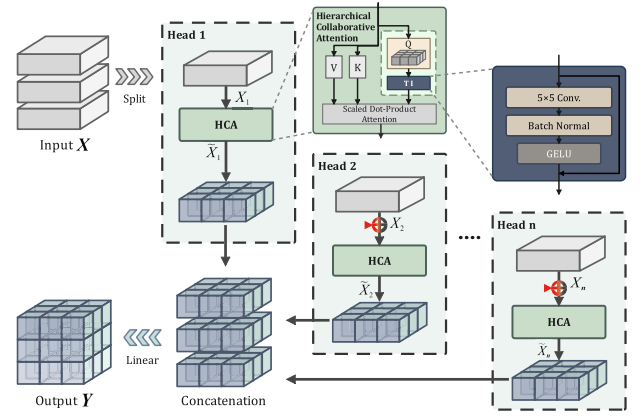 Input X
Split
Head 1
X₁
HCA
X̃₁
Hierarchical
Collaborative
Attention
Q
V
K
T I
Scaled Dot-Product
Attention
5×5 Conv.
Batch Normal
GELU
Head 2
X₂
HCA
X̃₂
....
Head n
Xₙ
HCA
X̃ₙ
Concatenation
Linear
Output Y